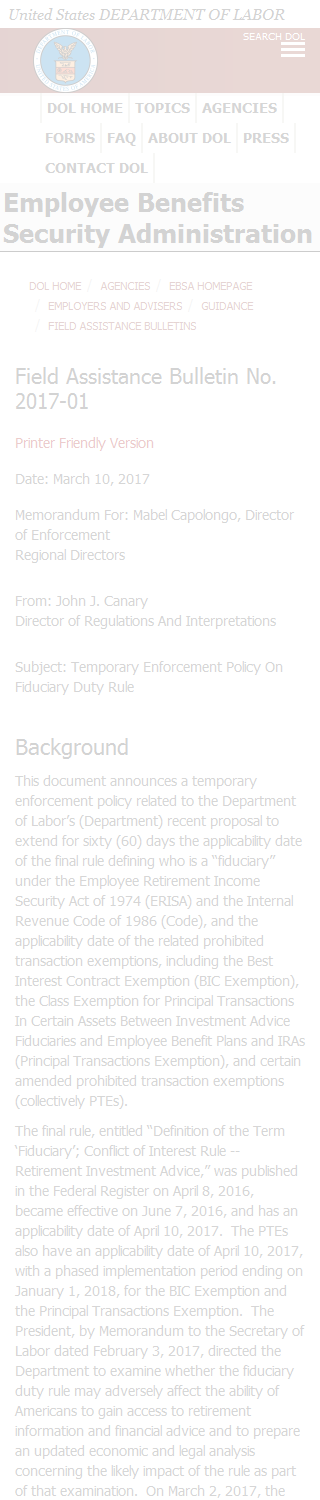 United States DEPARTMENT OF LABOR
SEARCH DOL
DOL HOME TOPICS AGENCIES
FORMS FAQ ABOUT DOL PRESS
CONTACT DOL
Employee Benefits
Security Administration
DOL HOME / AGENCIES / EBSA HOMEPAGE
/ EMPLOYERS AND ADVISERS / GUIDANCE
/ FIELD ASSISTANCE BULLETINS
Field Assistance Bulletin No.
2017-01
Printer Friendly Version
Date: March 10, 2017
Memorandum For: Mabel Capolongo, Director
of Enforcement
Regional Directors
From: John J. Canary
Director of Regulations And Interpretations
Subject: Temporary Enforcement Policy On
Fiduciary Duty Rule
Background
This document announces a temporary
enforcement policy related to the Department
of Labor’s (Department) recent proposal to
extend for sixty (60) days the applicability date
of the final rule defining who is a “fiduciary”
under the Employee Retirement Income
Security Act of 1974 (ERISA) and the Internal
Revenue Code of 1986 (Code), and the
applicability date of the related prohibited
transaction exemptions, including the Best
Interest Contract Exemption (BIC Exemption),
the Class Exemption for Principal Transactions
In Certain Assets Between Investment Advice
Fiduciaries and Employee Benefit Plans and IRAs
(Principal Transactions Exemption), and certain
amended prohibited transaction exemptions
(collectively PTEs).
The final rule, entitled “Definition of the Term
‘Fiduciary’; Conflict of Interest Rule --
Retirement Investment Advice,” was published
in the Federal Register on April 8, 2016,
became effective on June 7, 2016, and has an
applicability date of April 10, 2017.  The PTEs
also have an applicability date of April 10, 2017,
with a phased implementation period ending on
January 1, 2018, for the BIC Exemption and
the Principal Transactions Exemption.  The
President, by Memorandum to the Secretary of
Labor dated February 3, 2017, directed the
Department to examine whether the fiduciary
duty rule may adversely affect the ability of
Americans to gain access to retirement
information and financial advice and to prepare
an updated economic and legal analysis
concerning the likely impact of the rule as part
of that examination.  On March 2, 2017, the